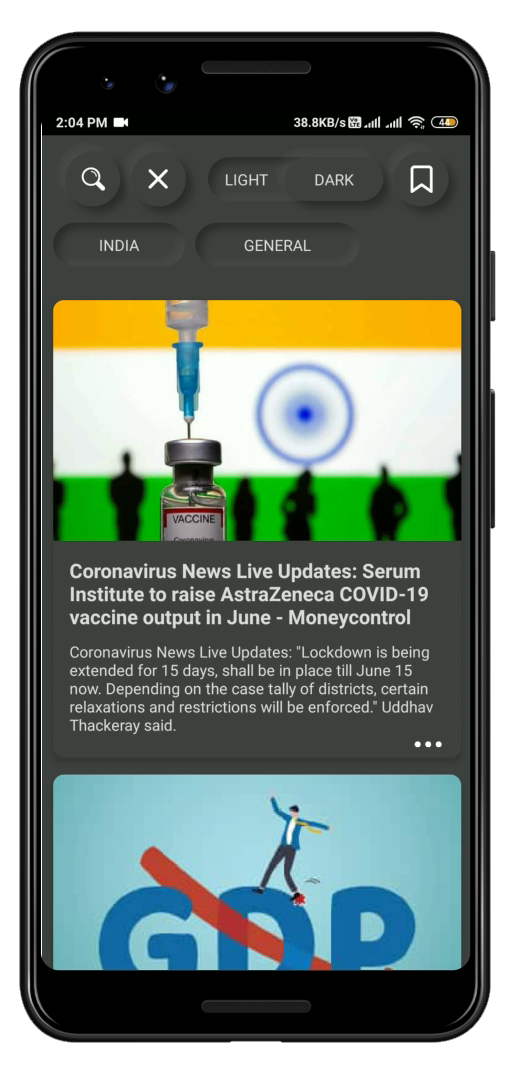 2:04 PM 38.8KB/s Vo LTE 44
LIGHT DARK
INDIA GENERAL
VACCINE
Coronavirus
Coronavirus News Live Updates: Serum
Institute to raise AstraZeneca COVID-19
vaccine output in June - Moneycontrol
Coronavirus News Live Updates: "Lockdown is being
extended for 15 days, shall be in place till June 15
now. Depending on the case tally of districts, certain
relaxations and restrictions will be enforced." Uddhav
Thackeray said.
GDP